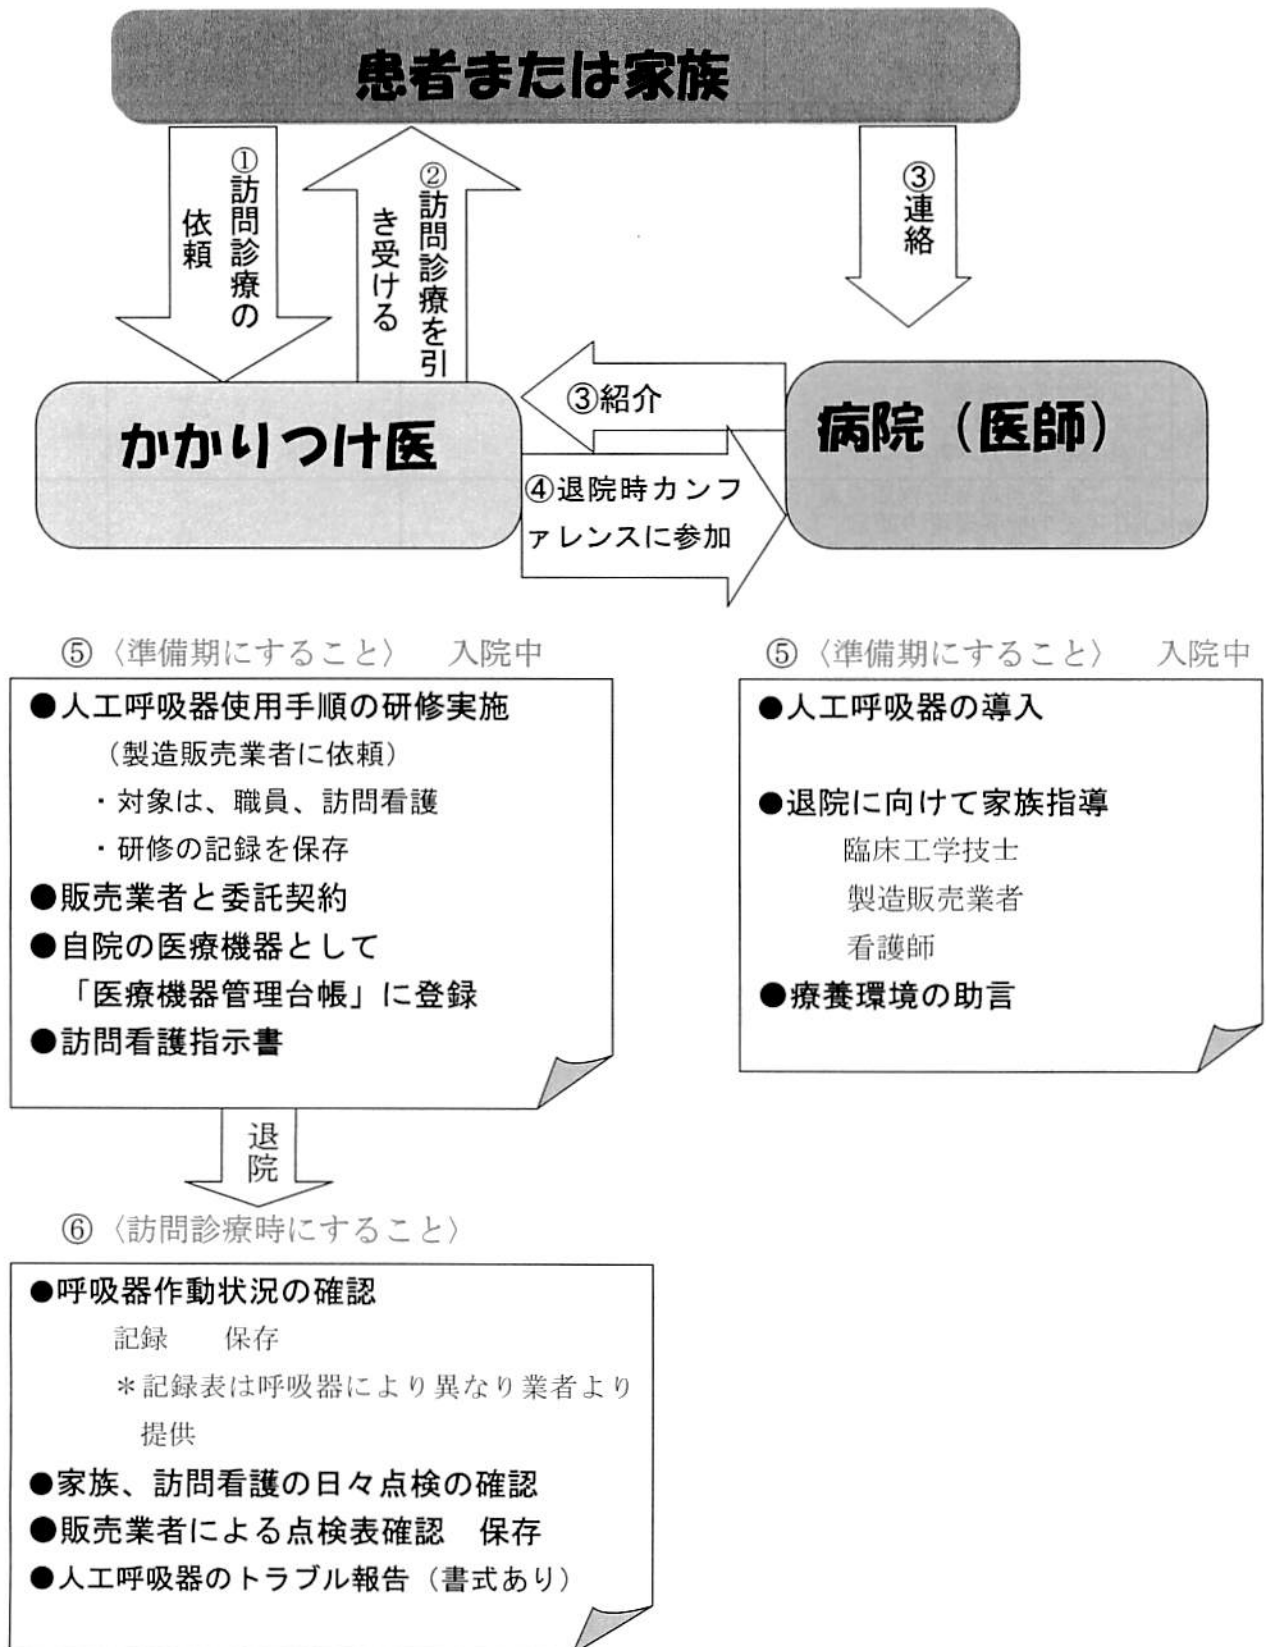 患者または家族
①訪問診療の
依頼
②訪問診療を引
き受ける
③連絡
③紹介
かかりつけ医
病院（医師）
④退院時カンフ
ァレンスに参加
⑤〈準備期にすること〉　入院中
●人工呼吸器使用手順の研修実施
（製造販売業者に依頼）
・対象は、職員、訪問看護
・研修の記録を保存
●販売業者と委託契約
●自院の医療機器として
「医療機器管理台帳」に登録
●訪問看護指示書
⑤〈準備期にすること〉　入院中
●人工呼吸器の導入
●退院に向けて家族指導
臨床工学技士
製造販売業者
看護師
●療養環境の助言
退院
⑥〈訪問診療時にすること〉
●呼吸器作動状況の確認
記録　　保存
＊記録表は呼吸器により異なり業者より
提供
●家族、訪問看護の日々点検の確認
●販売業者による点検表確認　保存
●人工呼吸器のトラブル報告（書式あり）